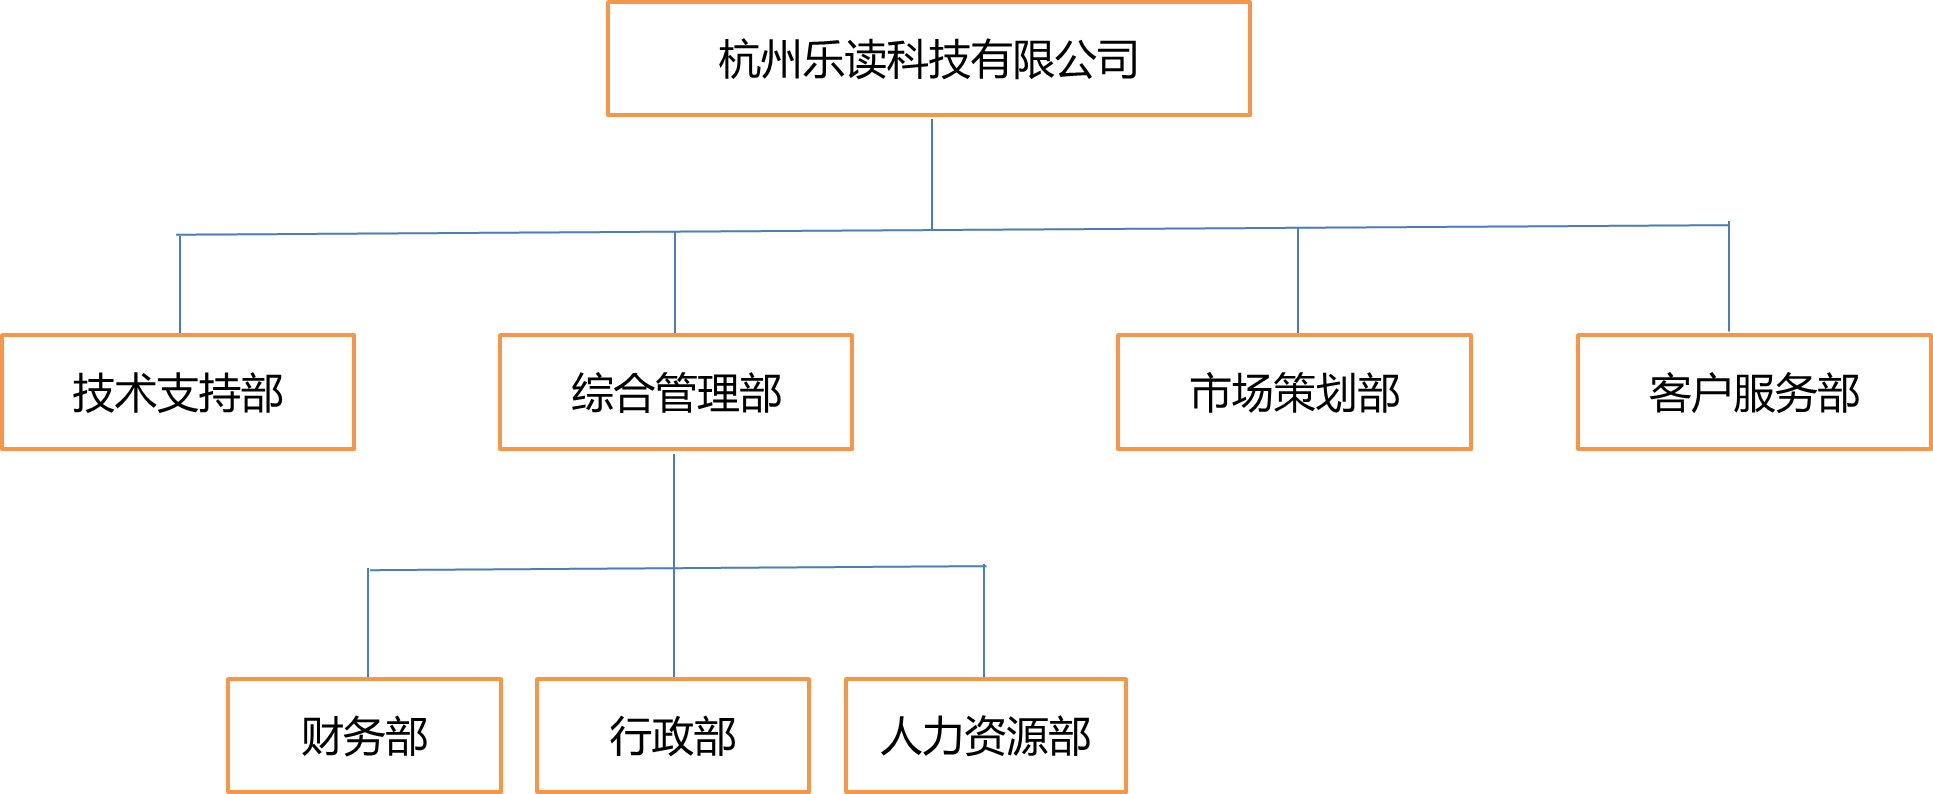 杭州乐读科技有限公司
技术支持部
综合管理部
市场策划部
客户服务部
财务部
行政部
人力资源部